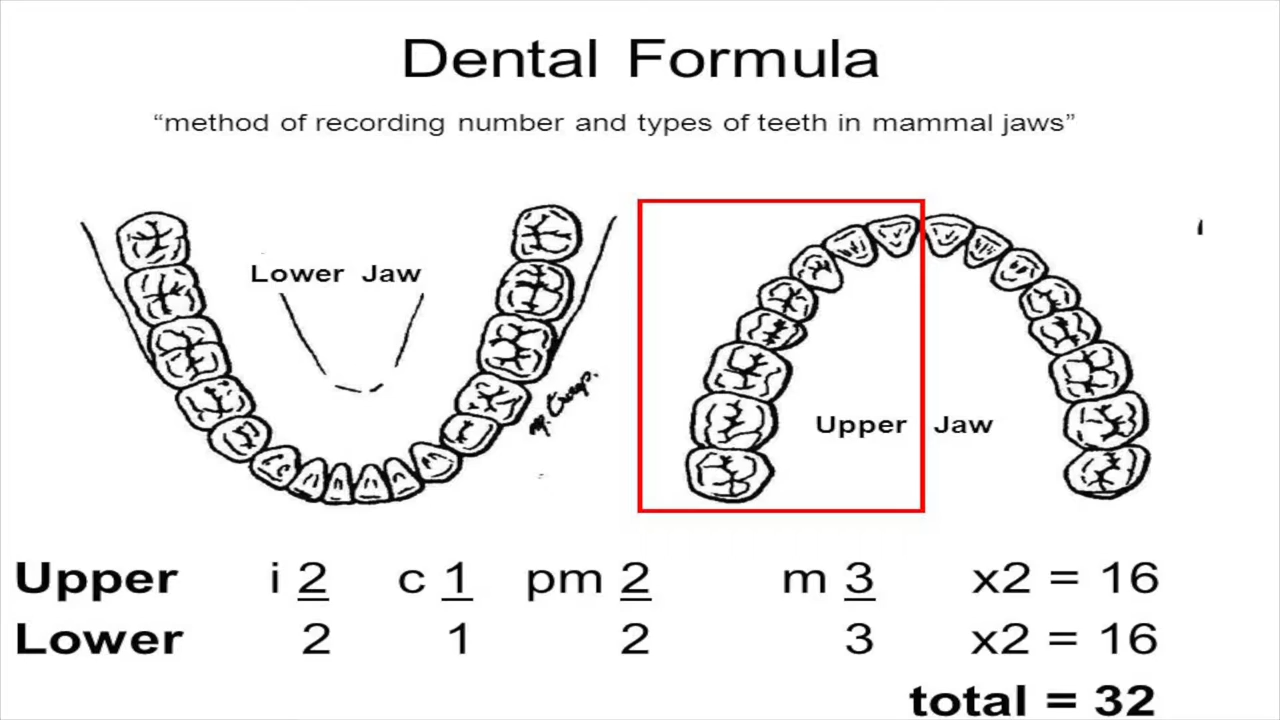 Dental Formula
“method of recording number and types of teeth in mammal jaws”
Lower Jaw
Upper Jaw
Upper i 2 c 1 pm 2 m 3 x2 = 16
Lower 2 1 2 3 x2 = 16
total = 32